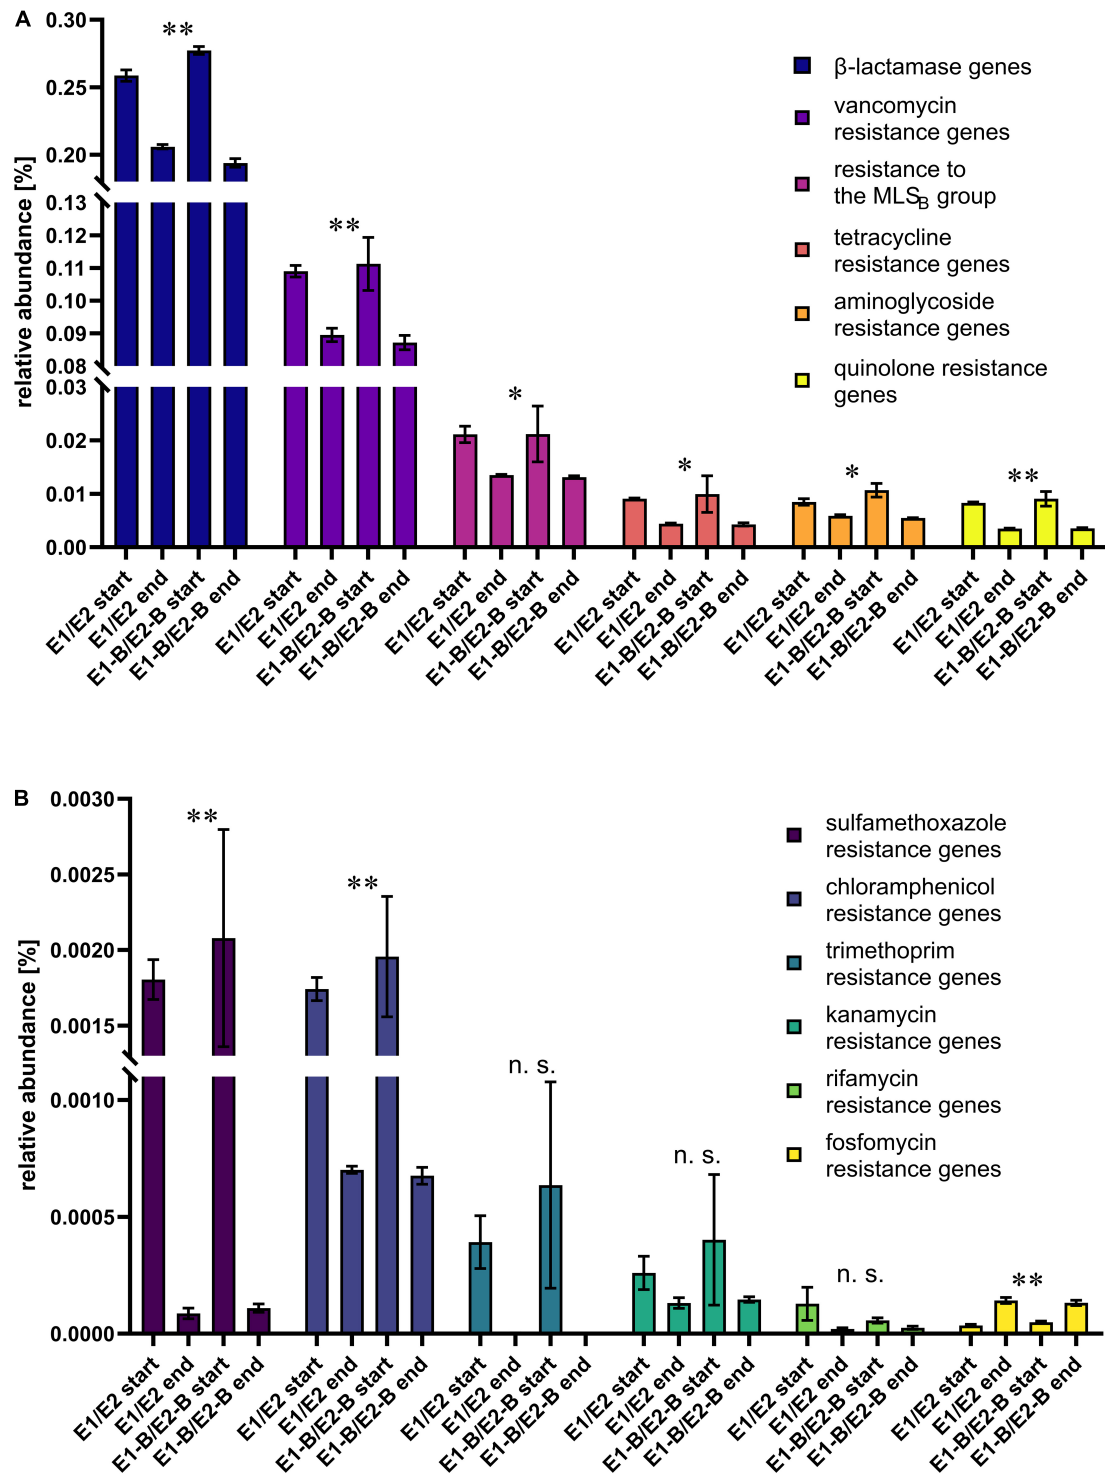 A
relative abundance [%]
0.30
0.25
0.20
0.13
0.12
0.11
0.10
0.09
0.08
0.03
0.02
0.01
0.00
**
**
*
*
*
**
β-lactamase genes
vancomycin
resistance genes
resistance to
the MLSB group
tetracycline
resistance genes
aminoglycoside
resistance genes
quinolone resistance
genes
E1/E2 start
E1/E2 end
E1-B/E2-B start
E1-B/E2-B end
E1/E2 start
E1/E2 end
E1-B/E2-B start
E1-B/E2-B end
E1/E2 start
E1/E2 end
E1-B/E2-B start
E1-B/E2-B end
E1/E2 start
E1/E2 end
E1-B/E2-B start
E1-B/E2-B end
E1/E2 start
E1/E2 end
E1-B/E2-B start
E1-B/E2-B end
E1/E2 start
E1/E2 end
E1-B/E2-B start
E1-B/E2-B end
B
relative abundance [%]
0.0030
0.0025
0.0020
0.0015
0.0010
0.0005
0.0000
**
**
n. s.
n. s.
n. s.
**
sulfamethoxazole
resistance genes
chloramphenicol
resistance genes
trimethoprim
resistance genes
kanamycin
resistance genes
rifamycin
resistance genes
fosfomycin
resistance genes
E1/E2 start
E1/E2 end
E1-B/E2-B start
E1-B/E2-B end
E1/E2 start
E1/E2 end
E1-B/E2-B start
E1-B/E2-B end
E1/E2 start
E1/E2 end
E1-B/E2-B start
E1-B/E2-B end
E1/E2 start
E1/E2 end
E1-B/E2-B start
E1-B/E2-B end
E1/E2 start
E1/E2 end
E1-B/E2-B start
E1-B/E2-B end
E1/E2 start
E1/E2 end
E1-B/E2-B start
E1-B/E2-B end